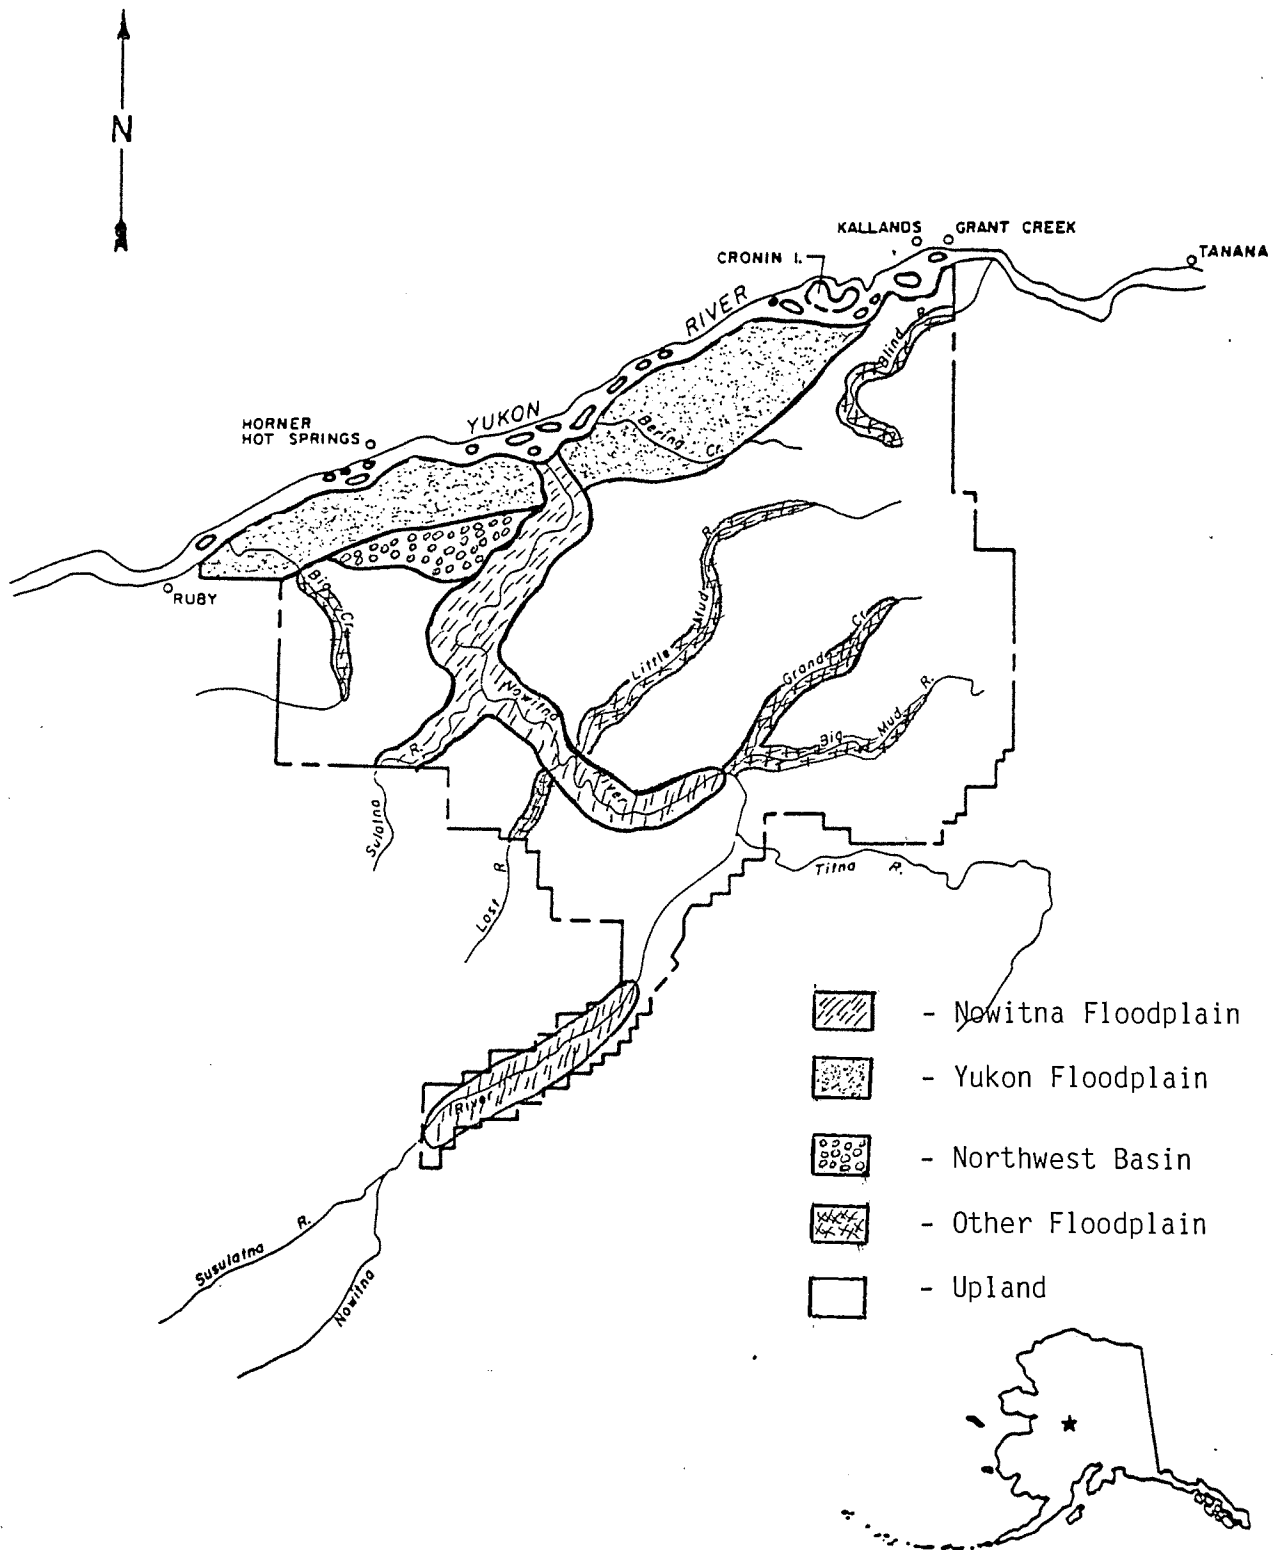 N
KALLANDS
GRANT CREEK
TANANA
CRONIN I.
RIVER
YUKON
HORNER
HOT SPRINGS
RUBY
Blind R.
Bering Cr.
Big Cr.
Little Mud R.
Grand Cr.
Big Mud R.
Nowitna River
R.
Sulatna
Lost R.
Titna R.
River
Susulatna R.
Nowitna
- Nowitna Floodplain
- Yukon Floodplain
- Northwest Basin
- Other Floodplain
- Upland